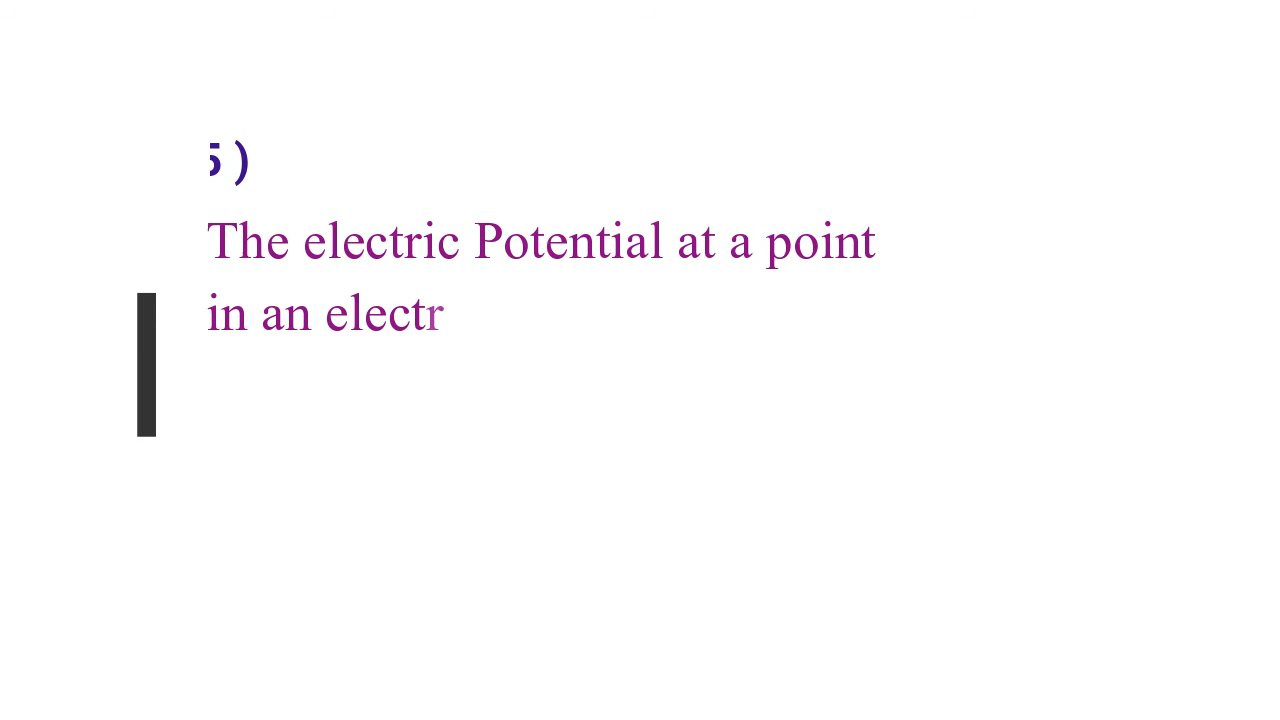 5)
The electric Potential at a point
in an electr